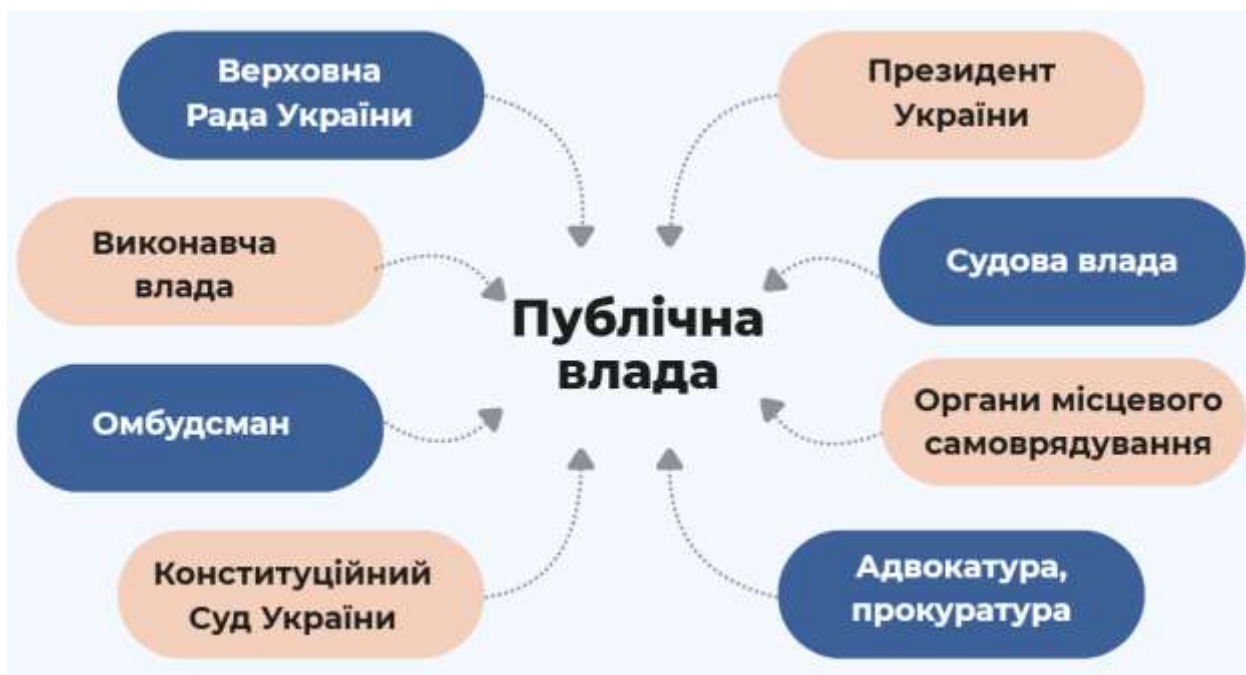 Верховна
Рада України
Президент
України
Виконавча
влада
Судова влада
Публічна
влада
Омбудсман
Органи місцевого
самоврядування
Конституційний
Суд України
Адвокатура,
прокуратура